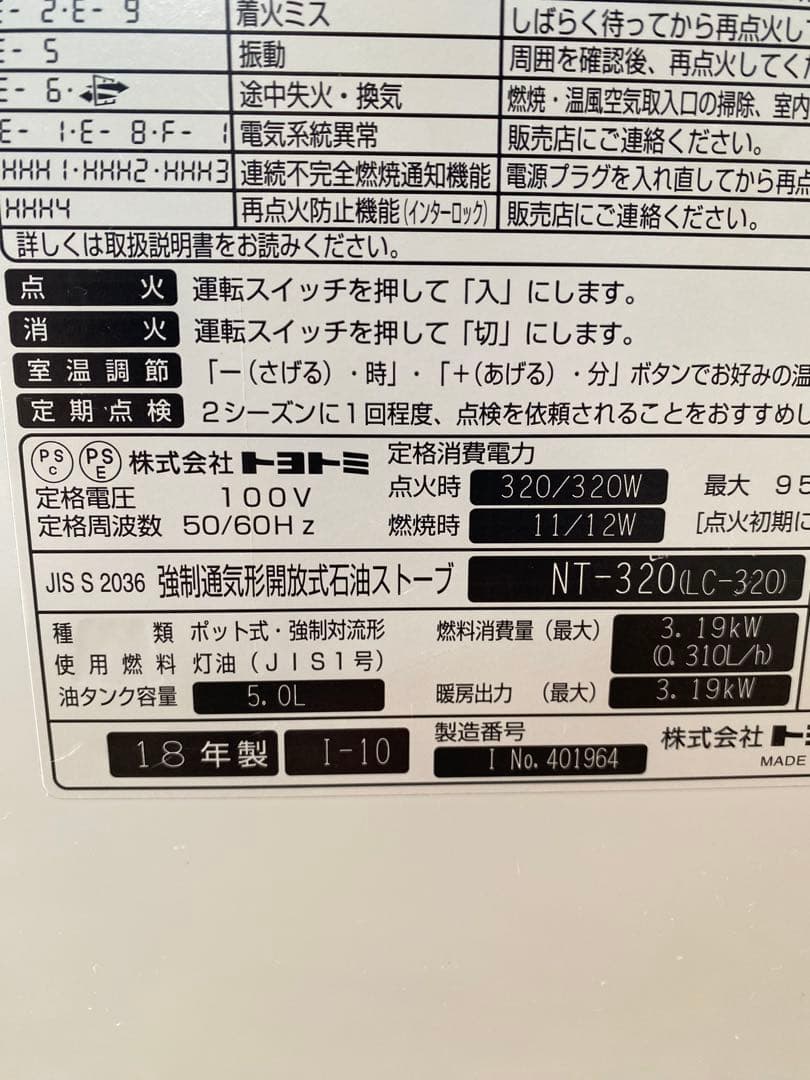 E- 2・E- 9 着火ミス しばらく待ってから再点火して
E- 5 振動 周囲を確認後、再点火してくだ
E- 6・ 途中失火・換気 燃焼・温風空気取入口の掃除、室内
E- 1・E- 8・F- 1 電気系統異常 販売店にご連絡ください。
HHH1・HHH2・HHH3 連続不完全燃焼通知機能 電源プラグを入れ直してから再点
HHH4 再点火防止機能(インターロック) 販売店にご連絡ください。
詳しくは取扱説明書をお読みください。
点火 運転スイッチを押して「入」にします。
消火 運転スイッチを押して「切」にします。
室温調節 「－(さげる)・時」・「＋(あげる)・分」ボタンでお好みの温
定期点検 2シーズンに1回程度、点検を依頼されることをおすすめし
PSC PSE 株式会社トヨトミ
定格電圧 100V
定格周波数 50/60Hz
定格消費電力
点火時 320/320W 最大 95
燃焼時 11/12W [点火初期に
JIS S 2036 強制通気形開放式石油ストーブ NT-320(LC-320)
種類 ポット式・強制対流形
使用燃料 灯油(JIS1号)
油タンク容量 5.0L
燃料消費量(最大) 3.19kW
(0.310L/h)
暖房出力 (最大) 3.19kW
18年製 I-10
製造番号
I No.401964
株式会社ト
MADE